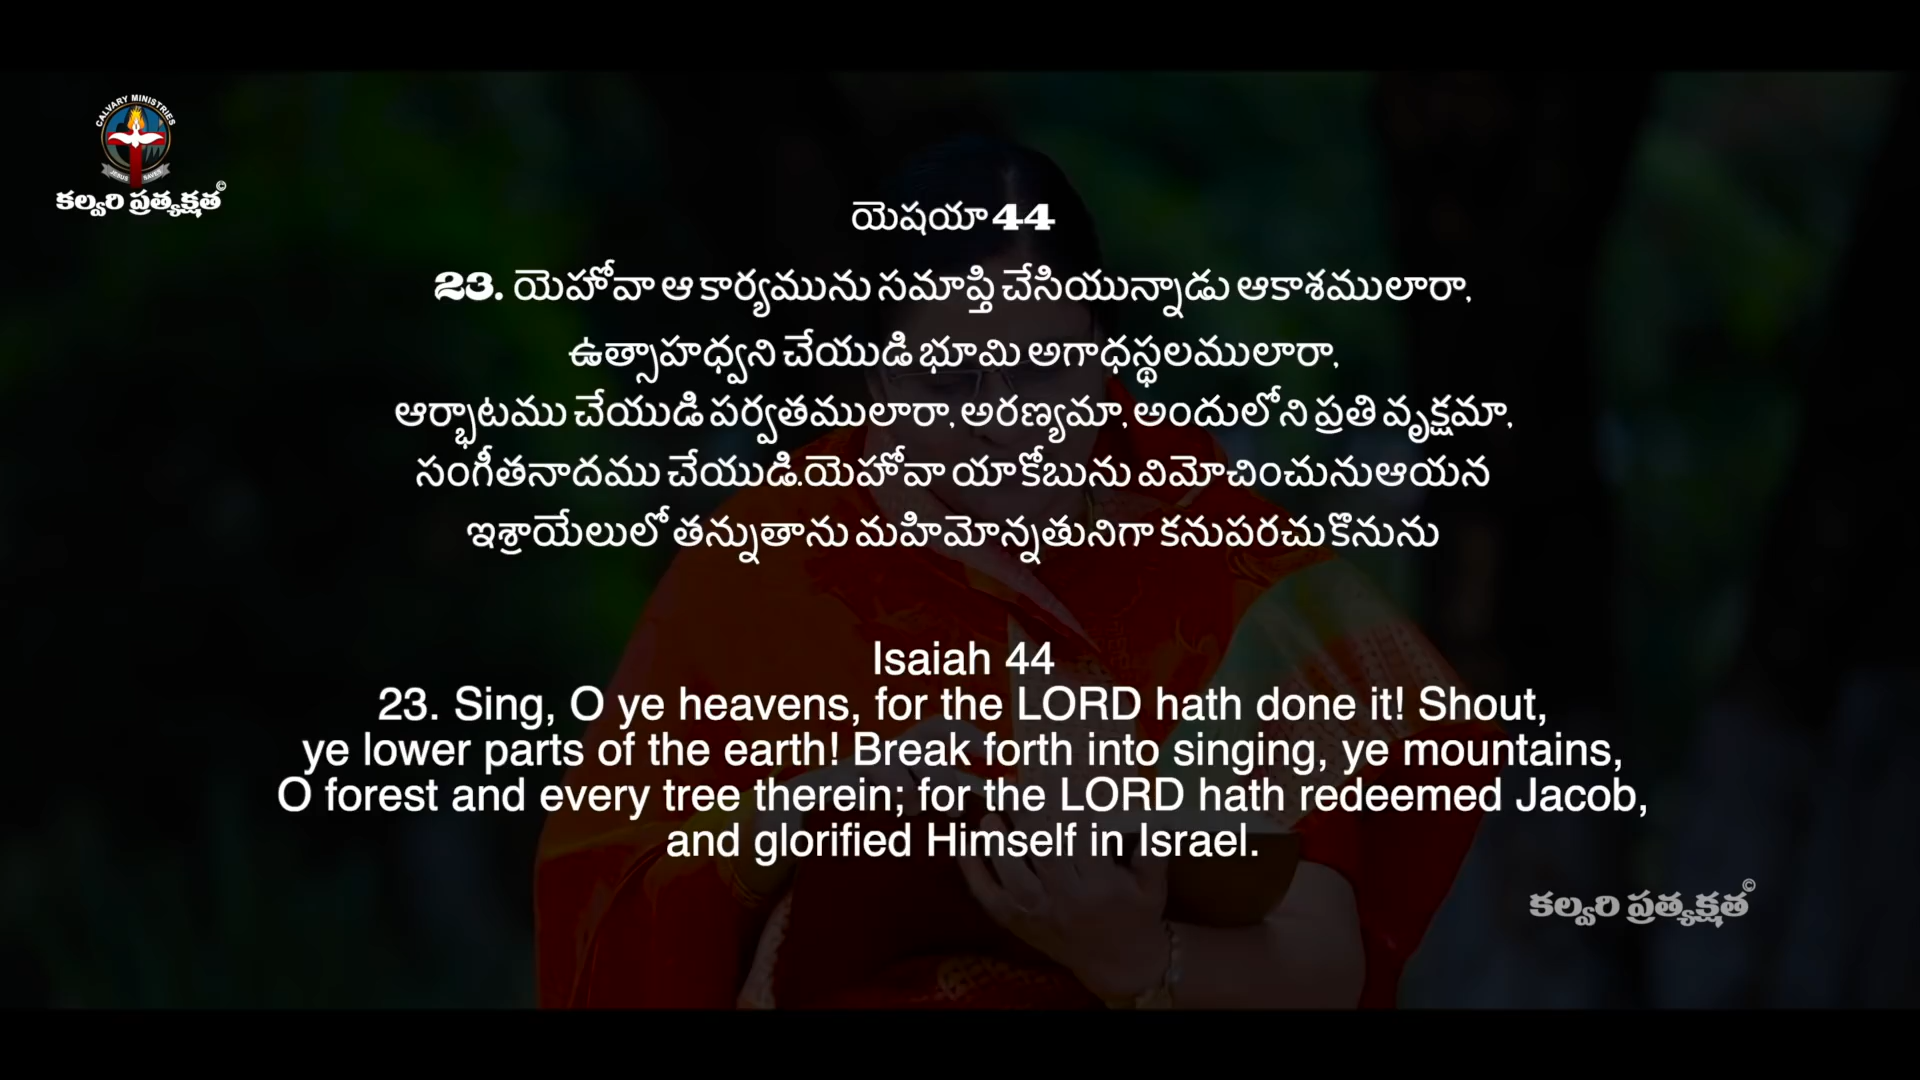 CALVARY MINISTRIES
JESUS SAVES
కల్వరి ప్రత్యక్షత©
యెషయా 44
23. యెహోవా ఆ కార్యమును సమాప్తి చేసియున్నాడు ఆకాశములారా,
ఉత్సాహధ్వని చేయుడి భూమి అగాధస్థలములారా,
ఆర్భాటము చేయుడి పర్వతములారా, అరణ్యమా, అందులోని ప్రతి వృక్షమా,
సంగీతనాదము చేయుడి.యెహోవా యాకోబును విమోచించునుఆయన
ఇశ్రాయేలులో తన్నుతాను మహిమోన్నతునిగా కనుపరచుకొనును
Isaiah 44
23. Sing, O ye heavens, for the LORD hath done it! Shout,
ye lower parts of the earth! Break forth into singing, ye mountains,
O forest and every tree therein; for the LORD hath redeemed Jacob,
and glorified Himself in Israel.
కల్వరి ప్రత్యక్షత©